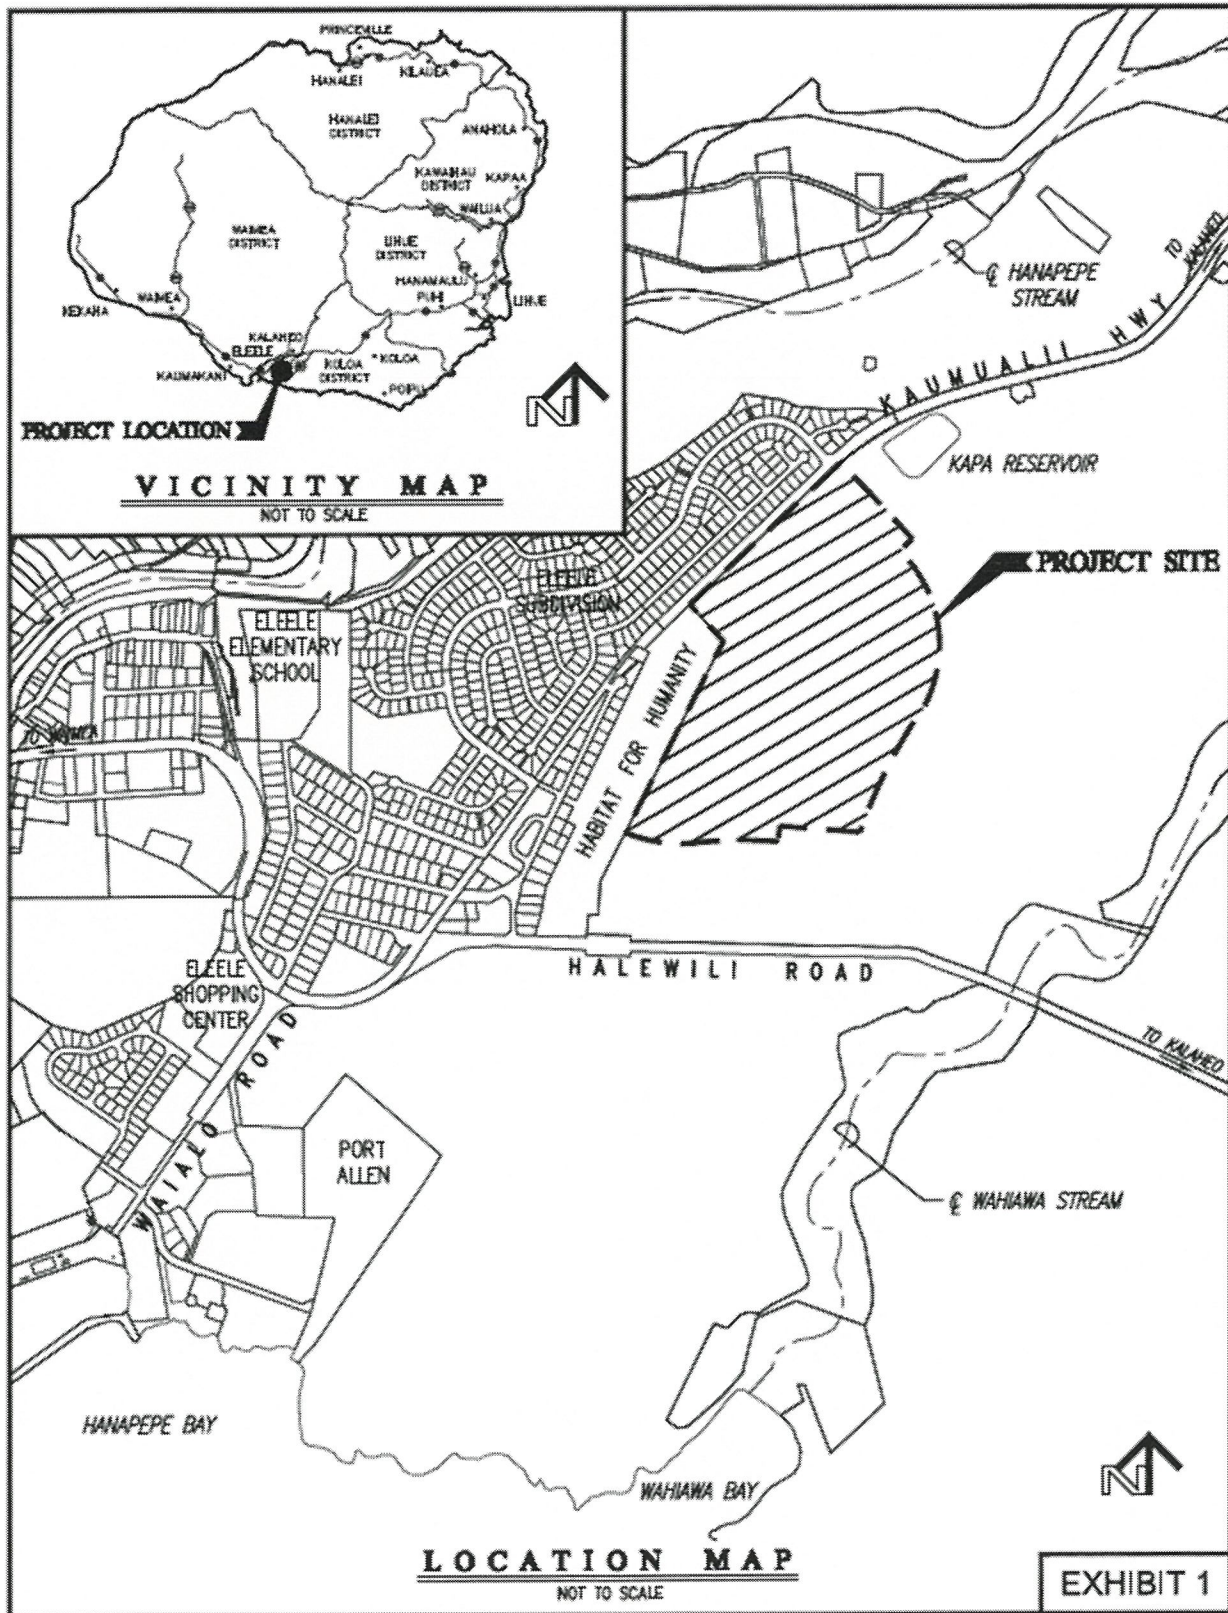 PRINCEVILLE
HANALEI
KILAUEA
HANALEI
DISTRICT
ANAHOLA
KAWAIHAU
DISTRICT
KAPAA
WAILUA
WAIMEA
DISTRICT
LIHUE
DISTRICT
HANAMAULU
PUHI
LIHUE
KEKAHA
WAIMEA
KALAHEO
ELEELE
KAUMAKANI
KOLOA
DISTRICT
KOLOA
POIPU
N
PROJECT LOCATION
VICINITY MAP
NOT TO SCALE
TO
KALAHEO
℄ HANAPEPE
STREAM
KAUMUALII HWY
KAPA RESERVOIR
PROJECT SITE
ELEELE
SUBDIVISION
ELEELE
ELEMENTARY
SCHOOL
HABITAT FOR HUMANITY
TO WAIMEA
HALEWILI ROAD
ELEELE
SHOPPING
CENTER
TO KALAHEO
WAIALO ROAD
PORT
ALLEN
℄ WAHIAWA STREAM
HANAPEPE BAY
WAHIAWA BAY
N
LOCATION MAP
NOT TO SCALE
EXHIBIT 1